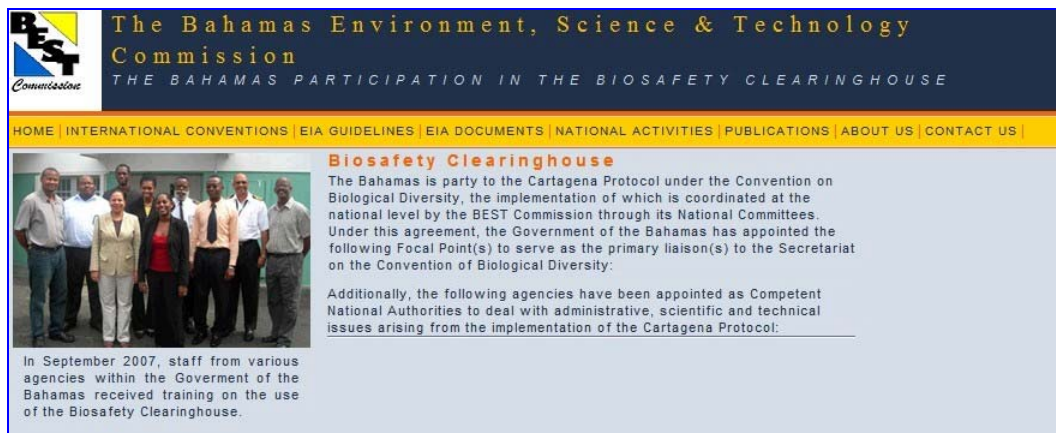 BEST
Commission
The Bahamas Environment, Science & Technology
Commission
THE BAHAMAS PARTICIPATION IN THE BIOSAFETY CLEARINGHOUSE
HOME | INTERNATIONAL CONVENTIONS | EIA GUIDELINES | EIA DOCUMENTS | NATIONAL ACTIVITIES | PUBLICATIONS | ABOUT US | CONTACT US |
Biosafety Clearinghouse
The Bahamas is party to the Cartagena Protocol under the Convention on
Biological Diversity, the implementation of which is coordinated at the
national level by the BEST Commission through its National Committees.
Under this agreement, the Government of the Bahamas has appointed the
following Focal Point(s) to serve as the primary liaison(s) to the Secretariat
on the Convention of Biological Diversity:
Additionally, the following agencies have been appointed as Competent
National Authorities to deal with administrative, scientific and technical
issues arising from the implementation of the Cartagena Protocol:
In September 2007, staff from various
agencies within the Goverment of the
Bahamas received training on the use
of the Biosafety Clearinghouse.